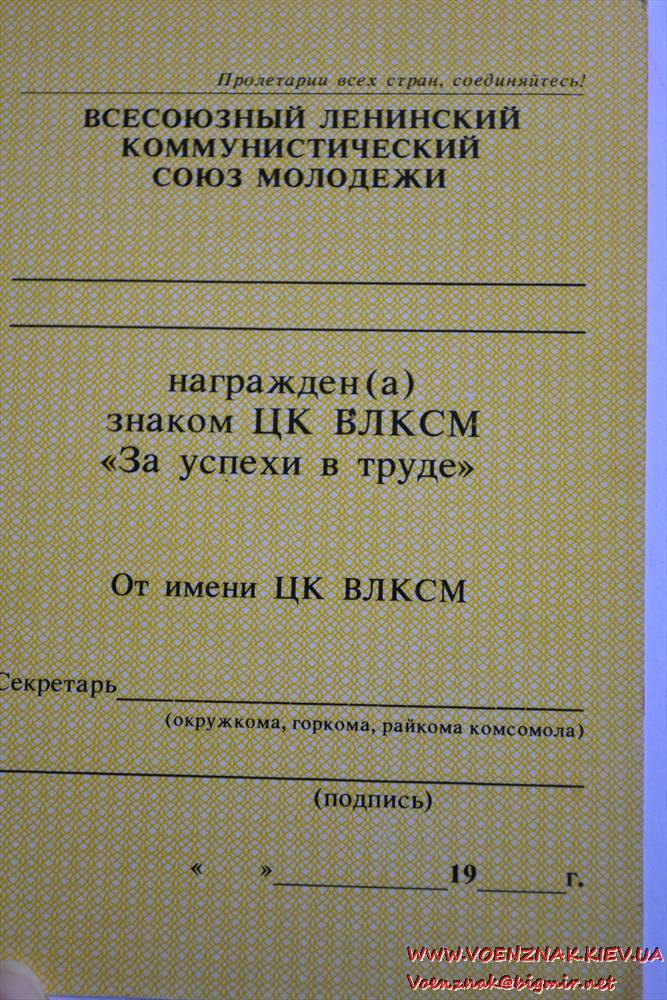 Пролетарии всех стран, соединяйтесь!
ВСЕСОЮЗНЫЙ ЛЕНИНСКИЙ
КОММУНИСТИЧЕСКИЙ
СОЮЗ МОЛОДЕЖИ
награжден(а)
знаком ЦК ВЛКСМ
«За успехи в труде»
От имени ЦК ВЛКСМ
Секретарь
(окружкома, горкома, райкома комсомола)
(подпись)
« » 19 г.
WWW.VOENZNAK.KIEV.UA
Voenznak@bigmir.net